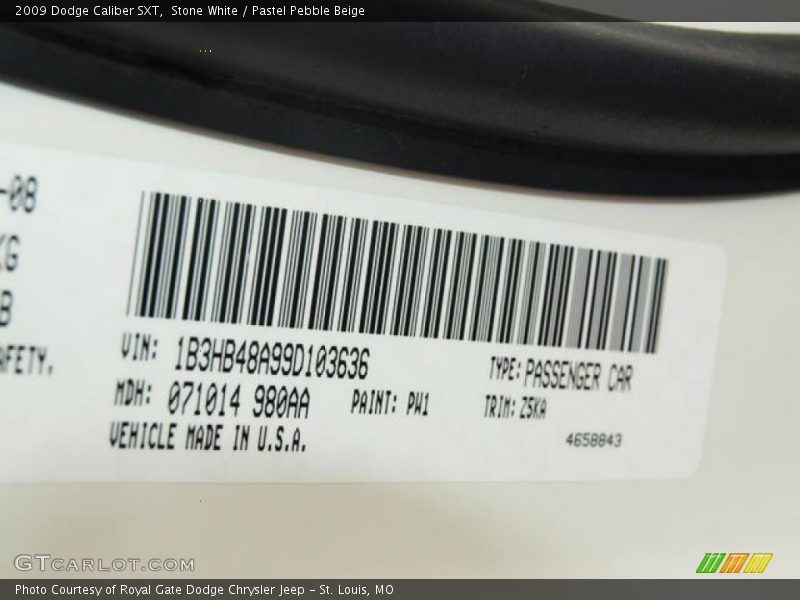 2009 Dodge Caliber SXT,  Stone White / Pastel Pebble Beige
-08
KG
B
AFETY.
VIN: 1B3HB48A99D103636
TYPE: PASSENGER CAR
MDH: 071014 980AA
PAINT: PW1
TRIM: Z5KA
VEHICLE MADE IN U.S.A.
4658843
GTCARLOT.COM
Photo Courtesy of Royal Gate Dodge Chrysler Jeep – St. Louis, MO